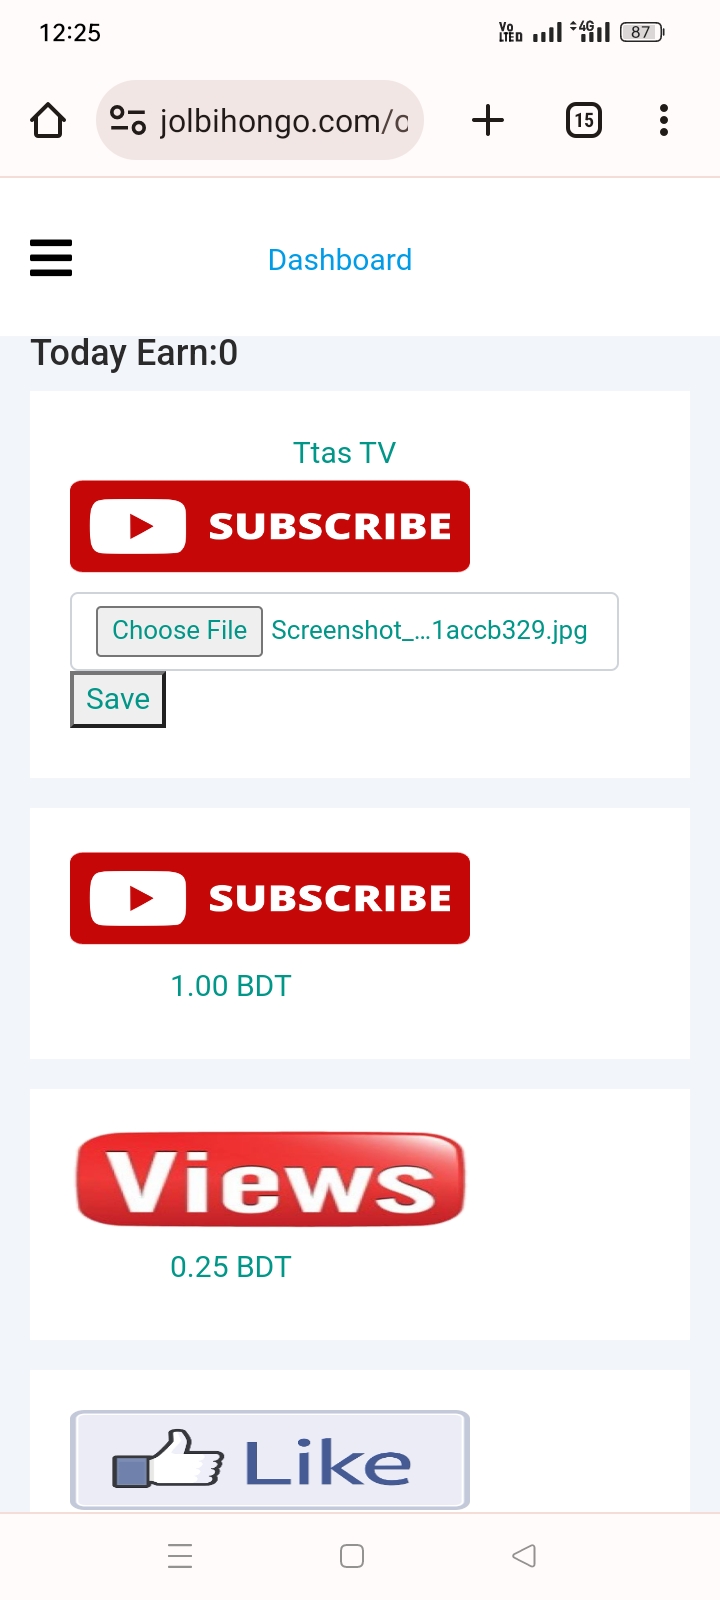 12:25
Vo LTE D 4G 87
jolbihongo.com/o
15
Dashboard
Today Earn:0
Ttas TV
SUBSCRIBE
Choose File Screenshot_...1accb329.jpg
Save
SUBSCRIBE
1.00 BDT
Views
0.25 BDT
Like